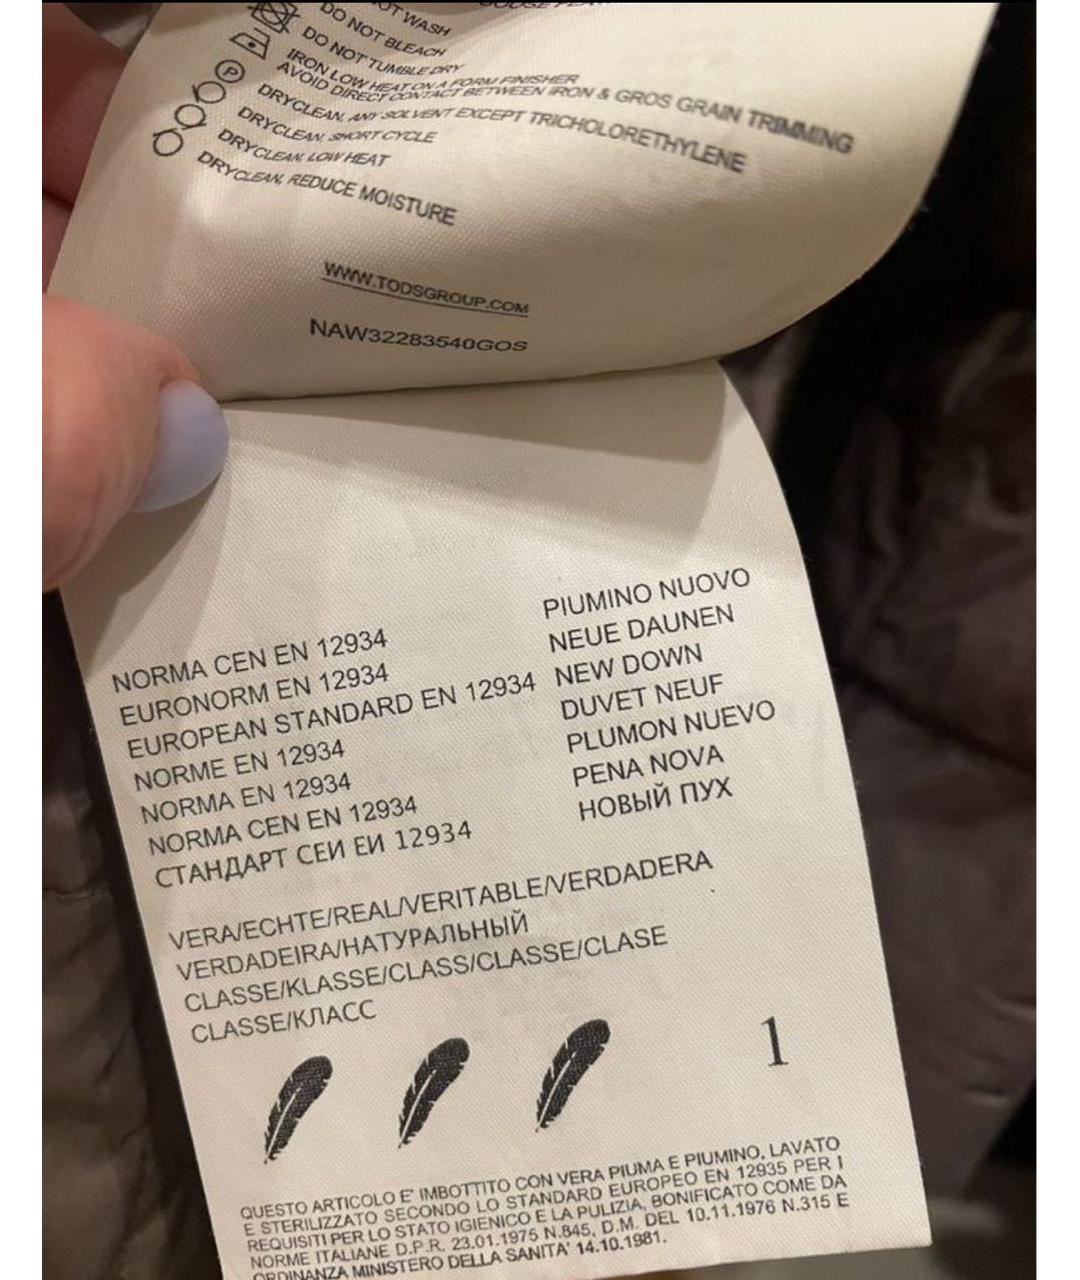 WASH
DO NOT BLEACH
DO NOT TUMBLE DRY
IRON LOW HEAT ON A FORM FINISHER
AVOID DIRECT CONTACT BETWEEN IRON & GROS GRAIN TRIMMING
P
DRYCLEAN, ANY SOLVENT EXCEPT TRICHOLORETHYLENE
DRYCLEAN, SHORT CYCLE
DRYCLEAN, LOW HEAT
DRYCLEAN, REDUCE MOISTURE
WWW.TODSGROUP.COM
NAW32283540GOS
NORMA CEN EN 12934 PIUMINO NUOVO
EURONORM EN 12934 NEUE DAUNEN
EUROPEAN STANDARD EN 12934 NEW DOWN
NORME EN 12934 DUVET NEUF
NORMA EN 12934 PLUMON NUEVO
NORMA CEN EN 12934 PENA NOVA
СТАНДАРТ СЕИ ЕИ 12934 НОВЫЙ ПУХ
VERA/ECHTE/REAL/VERITABLE/VERDADERA
VERDADEIRA/НАТУРАЛЬНЫЙ
CLASSE/KLASSE/CLASS/CLASSE/CLASE
CLASSE/КЛАСС
1
QUESTO ARTICOLO E' IMBOTTITO CON VERA PIUMA E PIUMINO, LAVATO
E STERILIZZATO SECONDO LO STANDARD EUROPEO EN 12935 PER I
REQUISITI PER LO STATO IGIENICO E LA PULIZIA, BONIFICATO COME DA
NORME ITALIANE D.P.R. 23.01.1975 N.845, D.M. DEL 10.11.1976 N.315 E
ORDINANZA MINISTERO DELLA SANITA' 14.10.1981.